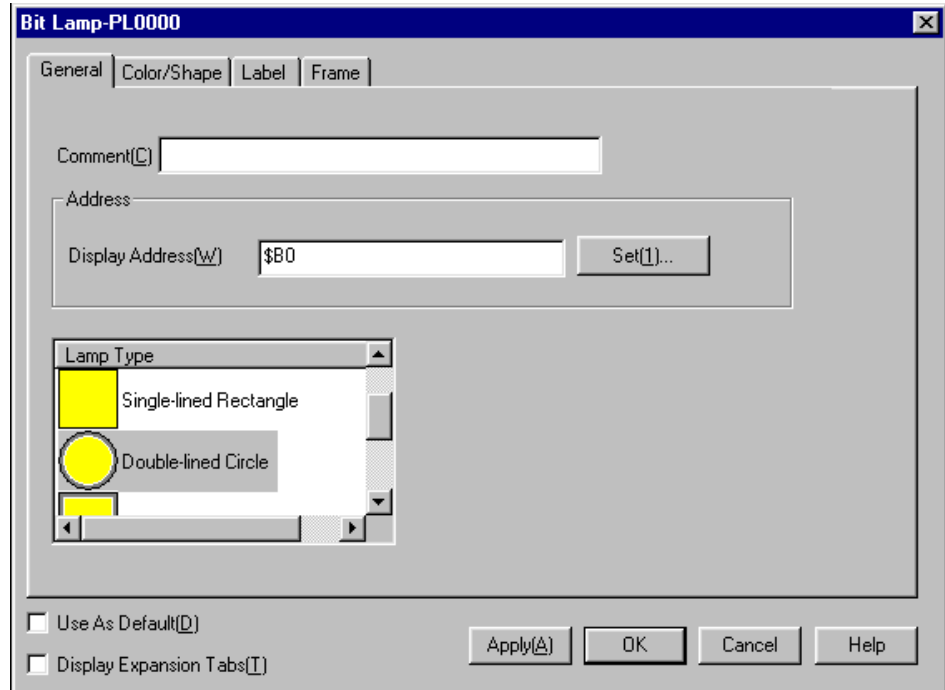 Bit Lamp-PL0000
General Color/Shape Label Frame
Comment(C)
Address
Display Address(W) $B0 Set(1)...
Lamp Type
Single-lined Rectangle
Double-lined Circle
Use As Default(D)
Display Expansion Tabs(T)
Apply(A) OK Cancel Help